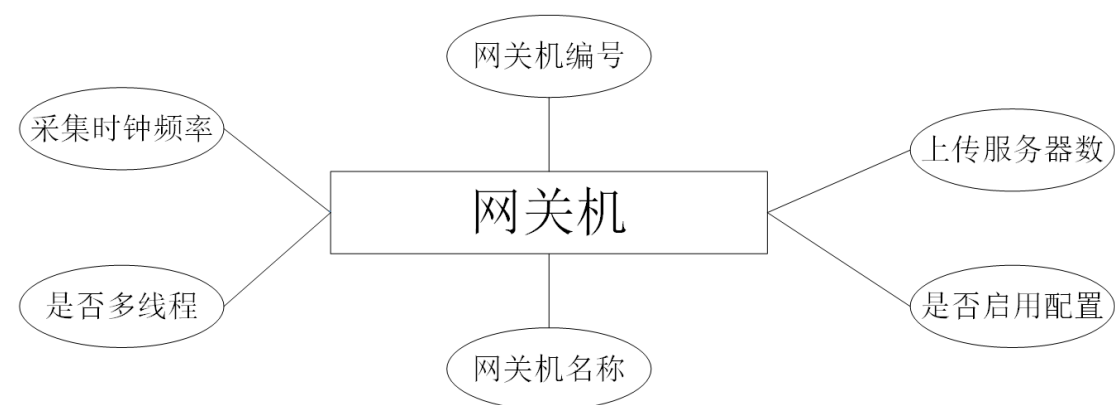 网关机编号
采集时钟频率
上传服务器数
网关机
是否多线程
是否启用配置
网关机名称